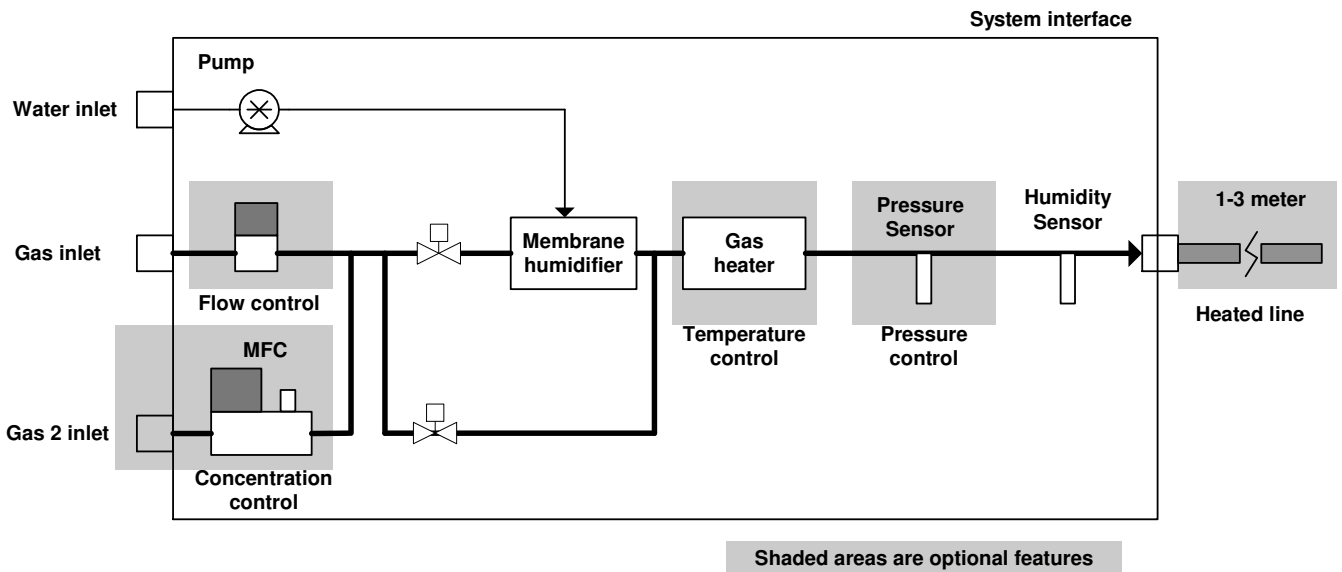 System interface
Pump
Water inlet
1-3 meter
Pressure
Sensor
Humidity
Sensor
Gas inlet
Membrane
humidifier
Gas
heater
Flow control
Heated line
Temperature
control
Pressure
control
MFC
Gas 2 inlet
Concentration
control
Shaded areas are optional features